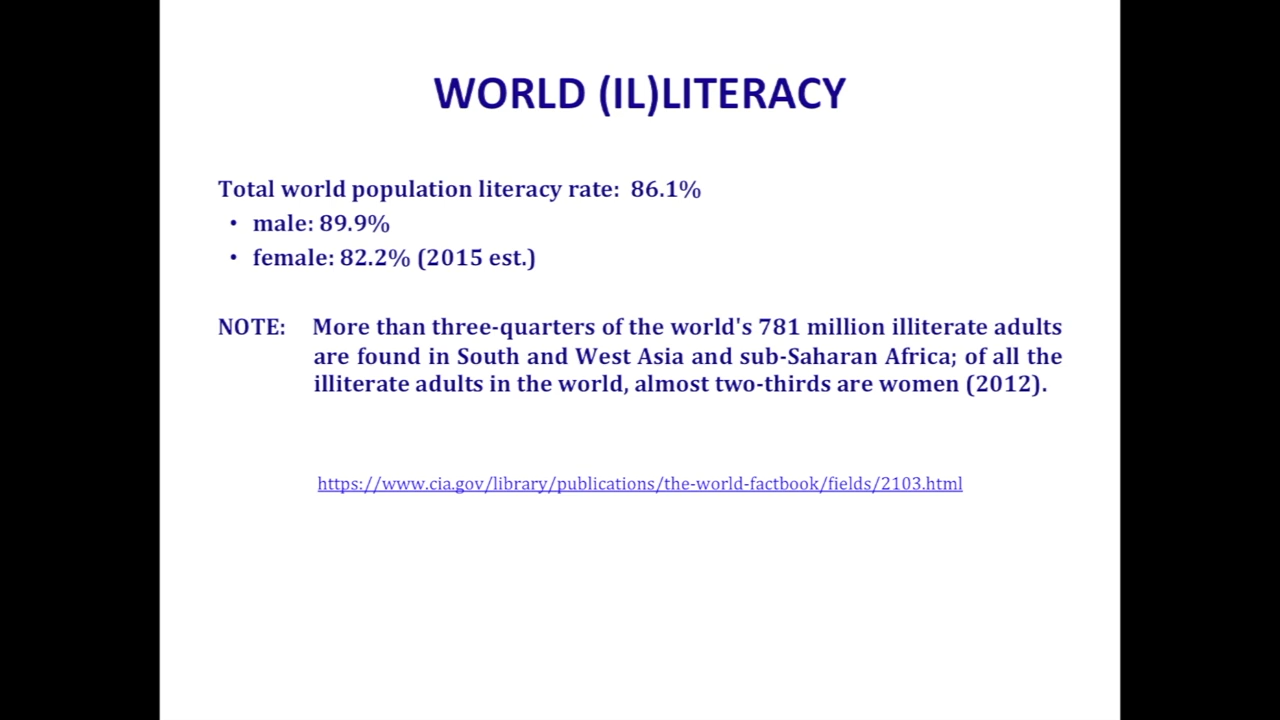 WORLD (IL)LITERACY
Total world population literacy rate: 86.1%
• male: 89.9%
• female: 82.2% (2015 est.)
NOTE: More than three-quarters of the world's 781 million illiterate adults
are found in South and West Asia and sub-Saharan Africa; of all the
illiterate adults in the world, almost two-thirds are women (2012).
https://www.cia.gov/library/publications/the-world-factbook/fields/2103.html